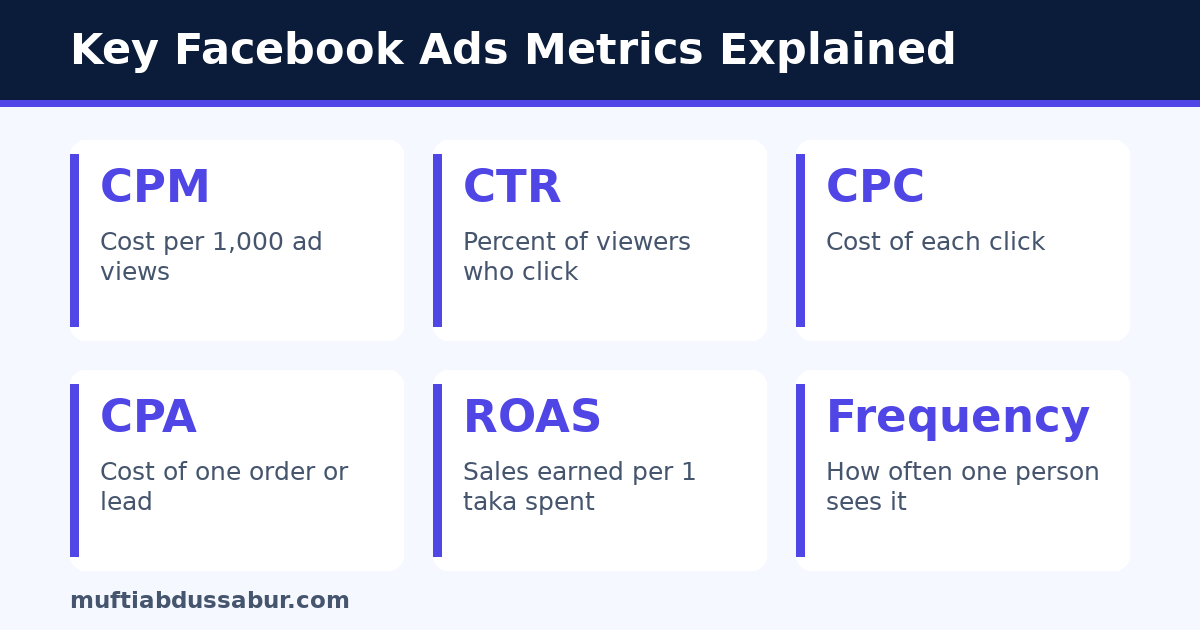 Key Facebook Ads Metrics Explained
CPM
Cost per 1,000 ad
views
CTR
Percent of viewers
who click
CPC
Cost of each click
CPA
Cost of one order or
lead
ROAS
Sales earned per 1
taka spent
Frequency
How often one person
sees it
muftiabdussabur.com